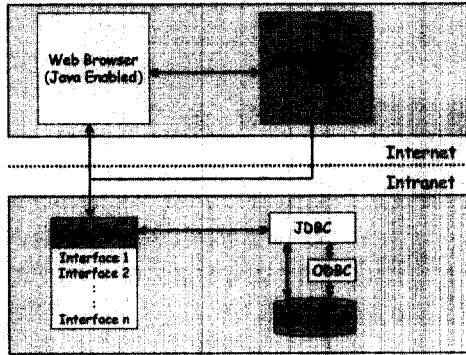 Web Browser
(Java Enabled)
Internet
Intranet
JDBC
Interface 1
Interface 2
:
:
Interface n
ODBC